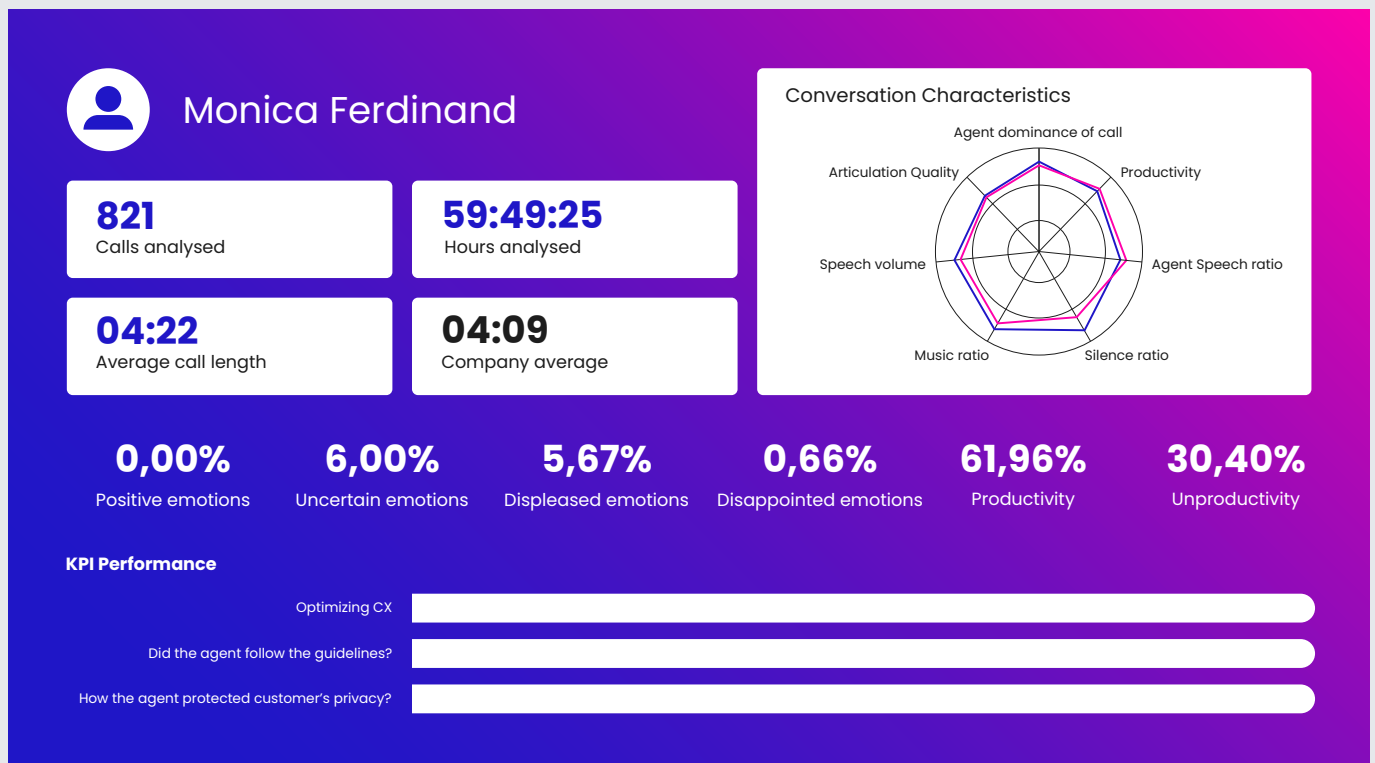 Monica Ferdinand
821
Calls analysed
59:49:25
Hours analysed
04:22
Average call length
04:09
Company average
Conversation Characteristics
Agent dominance of call
Articulation Quality
Productivity
Speech volume
Agent Speech ratio
Music ratio
Silence ratio
0,00%
Positive emotions
6,00%
Uncertain emotions
5,67%
Displeased emotions
0,66%
Disappointed emotions
61,96%
Productivity
30,40%
Unproductivity
KPI Performance
Optimizing CX
Did the agent follow the guidelines?
How the agent protected customer’s privacy?